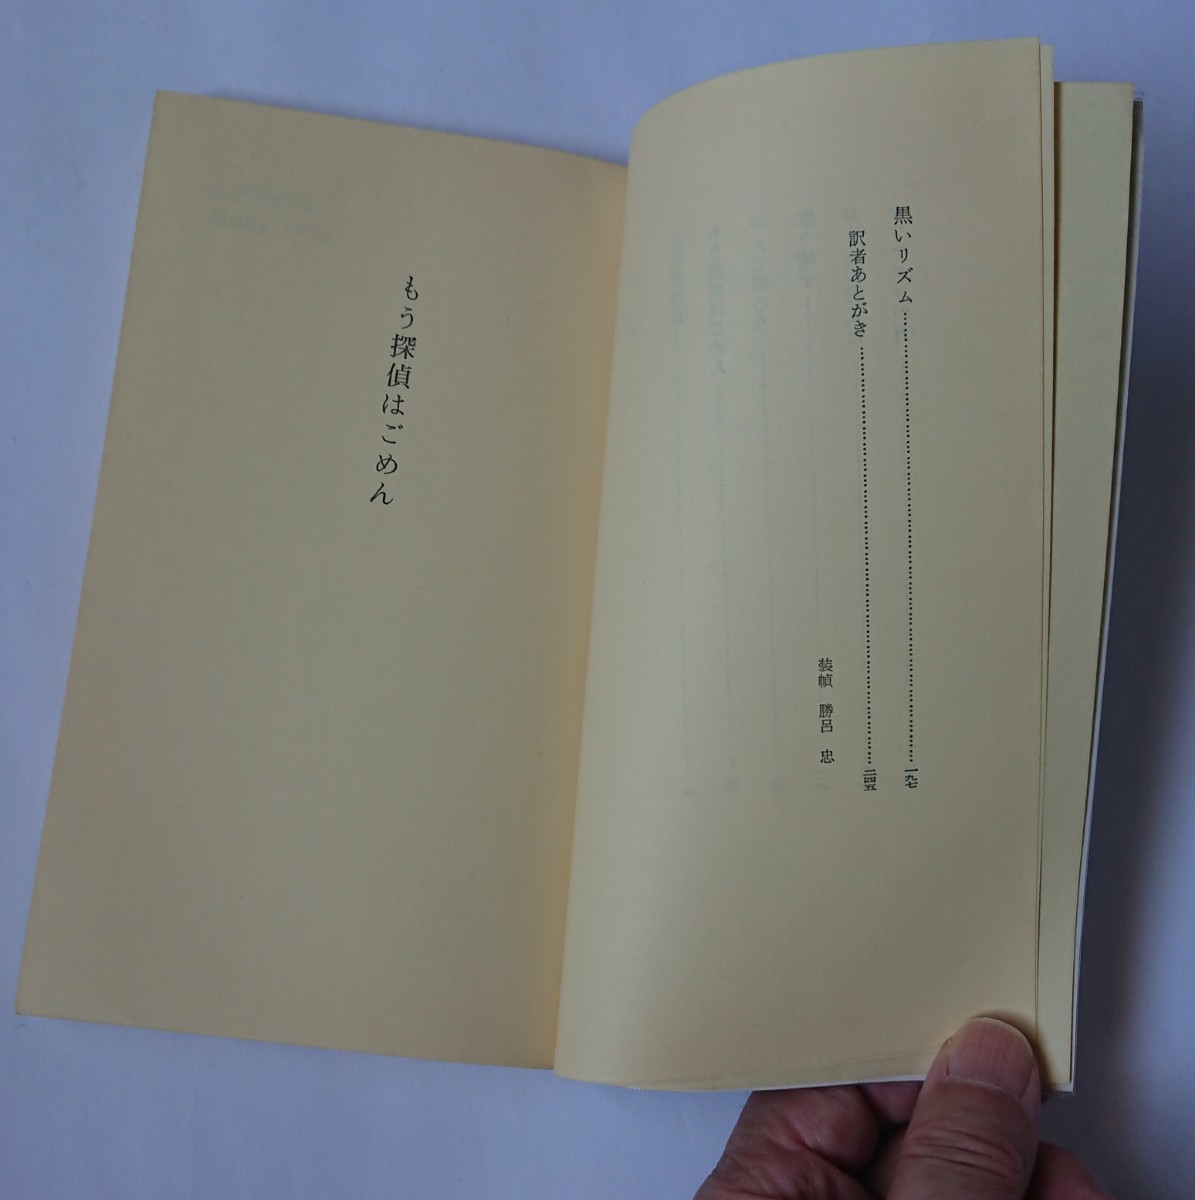 黒いリズム……………………一九七
訳者あとがき……………………二四五
装幀 勝呂 忠
もう探偵はごめん